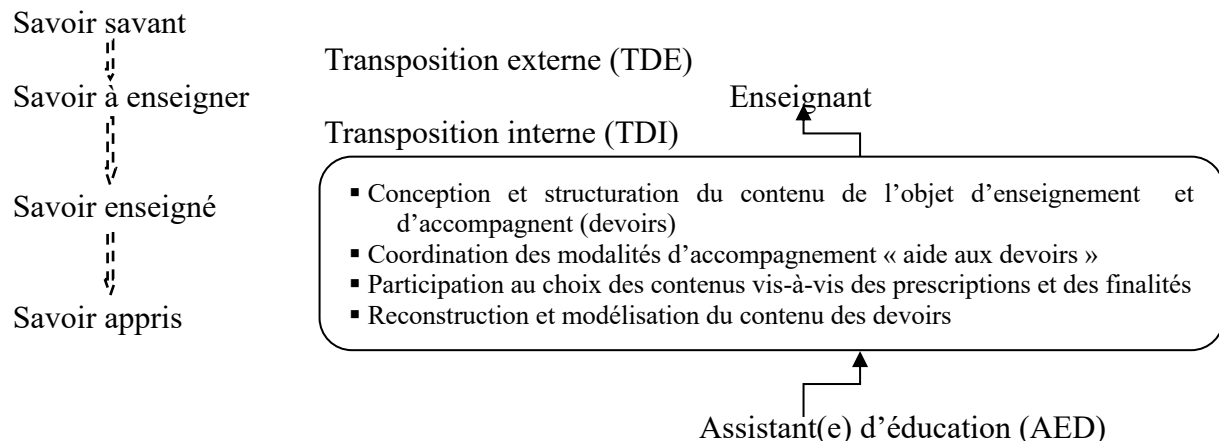 Savoir savant
Transposition externe (TDE)
Savoir à enseigner
Enseignant
Transposition interne (TDI)
▪ Conception et structuration du contenu de l’objet d’enseignement et
d’accompagnent (devoirs)
▪ Coordination des modalités d’accompagnement « aide aux devoirs »
▪ Participation au choix des contenus vis-à-vis des prescriptions et des finalités
▪ Reconstruction et modélisation du contenu des devoirs
Savoir enseigné
Savoir appris
Assistant(e) d’éducation (AED)